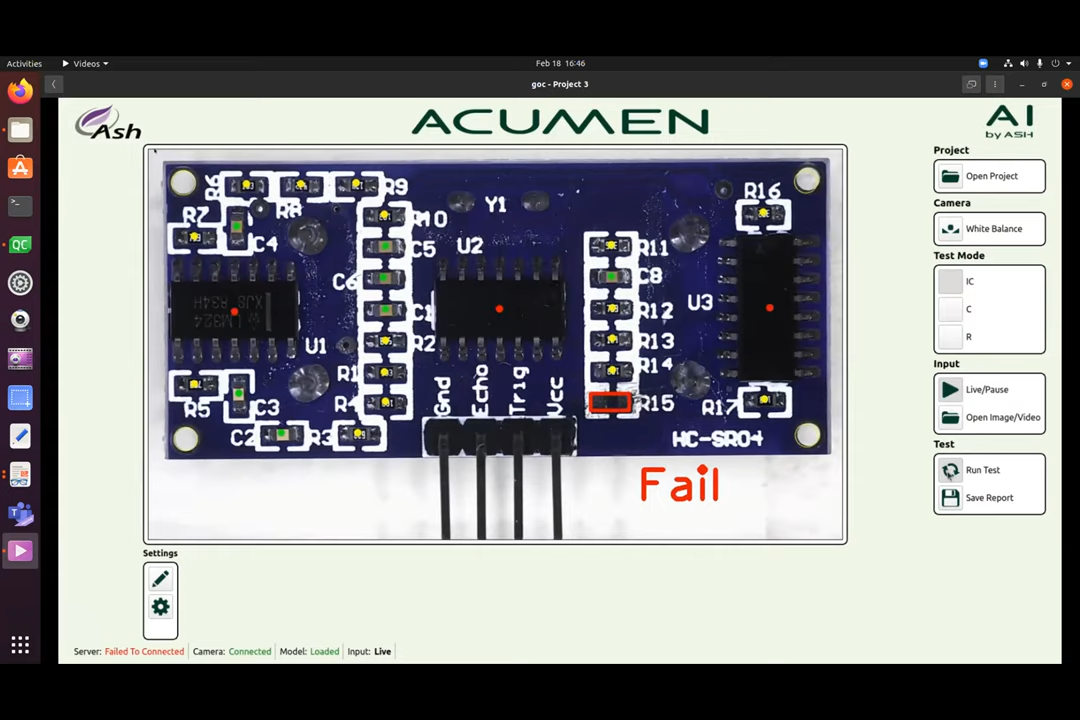 Activities
Videos
Feb 18 16:46
goc - Project 3
Ash
ACUMEN
AI
by ASH
Project
Open Project
Camera
White Balance
Test Mode
IC
C
R
Input
Live/Pause
Open Image/Video
Test
Run Test
Save Report
R6
R8
R9
R7
C4
R10
C5
C6
C1
R2
U1
R1
R4
R5
C3
C2
R3
LM324
XJS R34H
Y1
U2
Gnd
Echo
Trig
Vcc
R11
C8
R12
R13
R14
R15
R16
U3
R17
HC-SR04
Fail
Settings
Server: Failed To Connected
Camera: Connected
Model: Loaded
Input: Live